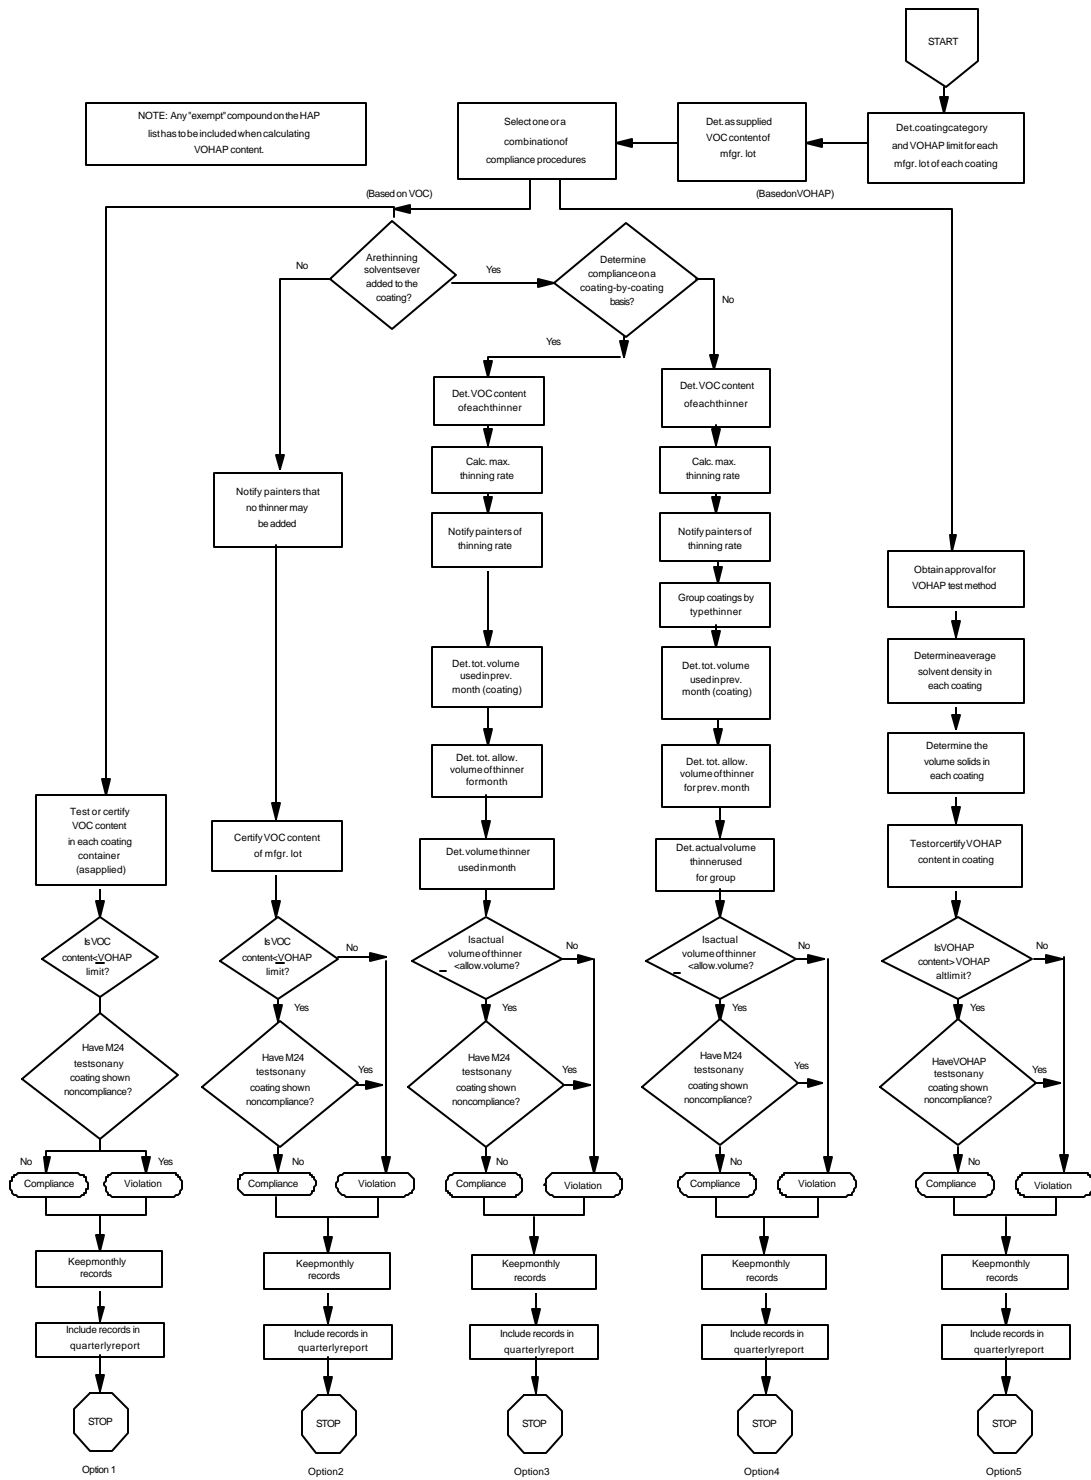 START
NOTE: Any "exempt" compound on the HAP
list has to be included when calculating
VOHAP content.
Select one or a
combination of
compliance procedures
Det. as supplied
VOC content of
mfgr. lot
Det. coating category
and VOHAP limit for each
mfgr. lot of each coating
(Based on VOC)
(Based on VOHAP)
Are thinning
solvents ever
added to the
coating?
No
Yes
Determine
compliance on a
coating-by-coating
basis?
No
Yes
Det. VOC content
of each thinner
Det. VOC content
of each thinner
Calc. max.
thinning rate
Calc. max.
thinning rate
Notify painters that
no thinner may
be added
Notify painters of
thinning rate
Notify painters of
thinning rate
Obtain approval for
VOHAP test method
Group coatings by
type thinner
Det. tot. volume
used in prev.
month (coating)
Det. tot. volume
used in prev.
month (coating)
Determine average
solvent density in
each coating
Det. tot. allow.
volume of thinner
for month
Det. tot. allow.
volume of thinner
for prev. month
Determine the
volume solids in
each coating
Test or certify
VOC content
in each coating
container
(as applied)
Certify VOC content
of mfgr. lot
Det. volume thinner
used in month
Det. actual volume
thinner used
for group
Test or certify VOHAP
content in coating
Is VOC
content ≤ VOHAP
limit?
Is VOC
content ≤ VOHAP
limit?
No
Yes
Is actual
volume of thinner
≤ allow. volume?
No
Yes
Is actual
volume of thinner
≤ allow. volume?
No
Yes
Is VOHAP
content > VOHAP
alt limit?
No
Yes
Have M24
tests on any
coating shown
noncompliance?
No
Yes
Have M24
tests on any
coating shown
noncompliance?
Yes
No
Have M24
tests on any
coating shown
noncompliance?
Yes
No
Have M24
tests on any
coating shown
noncompliance?
Yes
No
Have VOHAP
tests on any
coating shown
noncompliance?
Yes
No
Compliance
Violation
Compliance
Violation
Compliance
Violation
Compliance
Violation
Compliance
Violation
Keep monthly
records
Keep monthly
records
Keep monthly
records
Keep monthly
records
Keep monthly
records
Include records in
quarterly report
Include records in
quarterly report
Include records in
quarterly report
Include records in
quarterly report
Include records in
quarterly report
STOP
STOP
STOP
STOP
STOP
Option 1
Option 2
Option 3
Option 4
Option 5